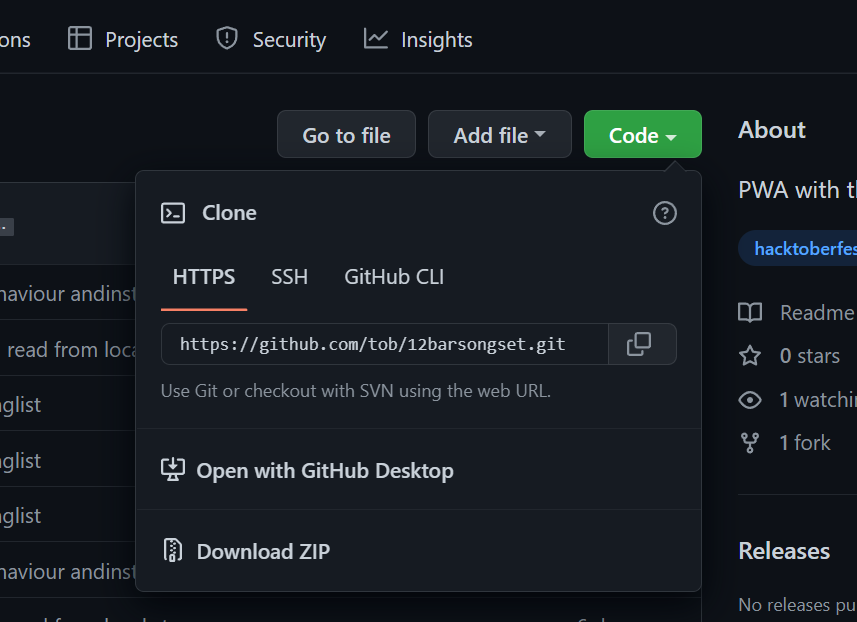 ons Projects Security Insights
Go to file Add file Code
About
PWA with
Clone
HTTPS SSH GitHub CLI
https://github.com/tob/12barsongset.git
Use Git or checkout with SVN using the web URL.
Open with GitHub Desktop
Download ZIP
haviour andinst
read from loca
glist
glist
glist
haviour andinst
hacktoberfes
Readme
0 stars
1 watchin
1 fork
Releases
No releases pu